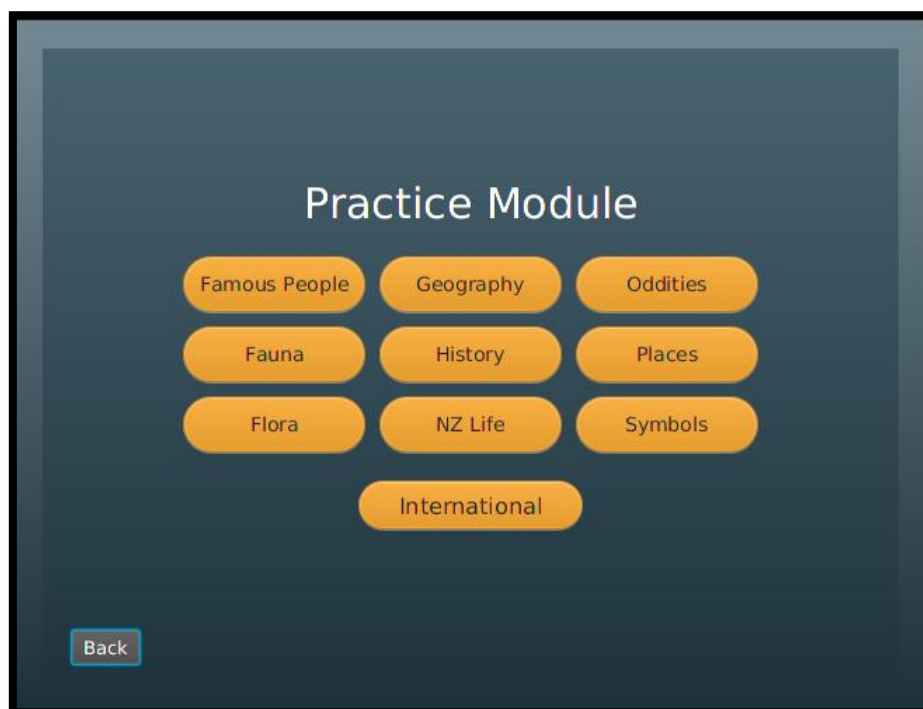 Practice Module
Famous People Geography Oddities
Fauna History Places
Flora NZ Life Symbols
International
Back